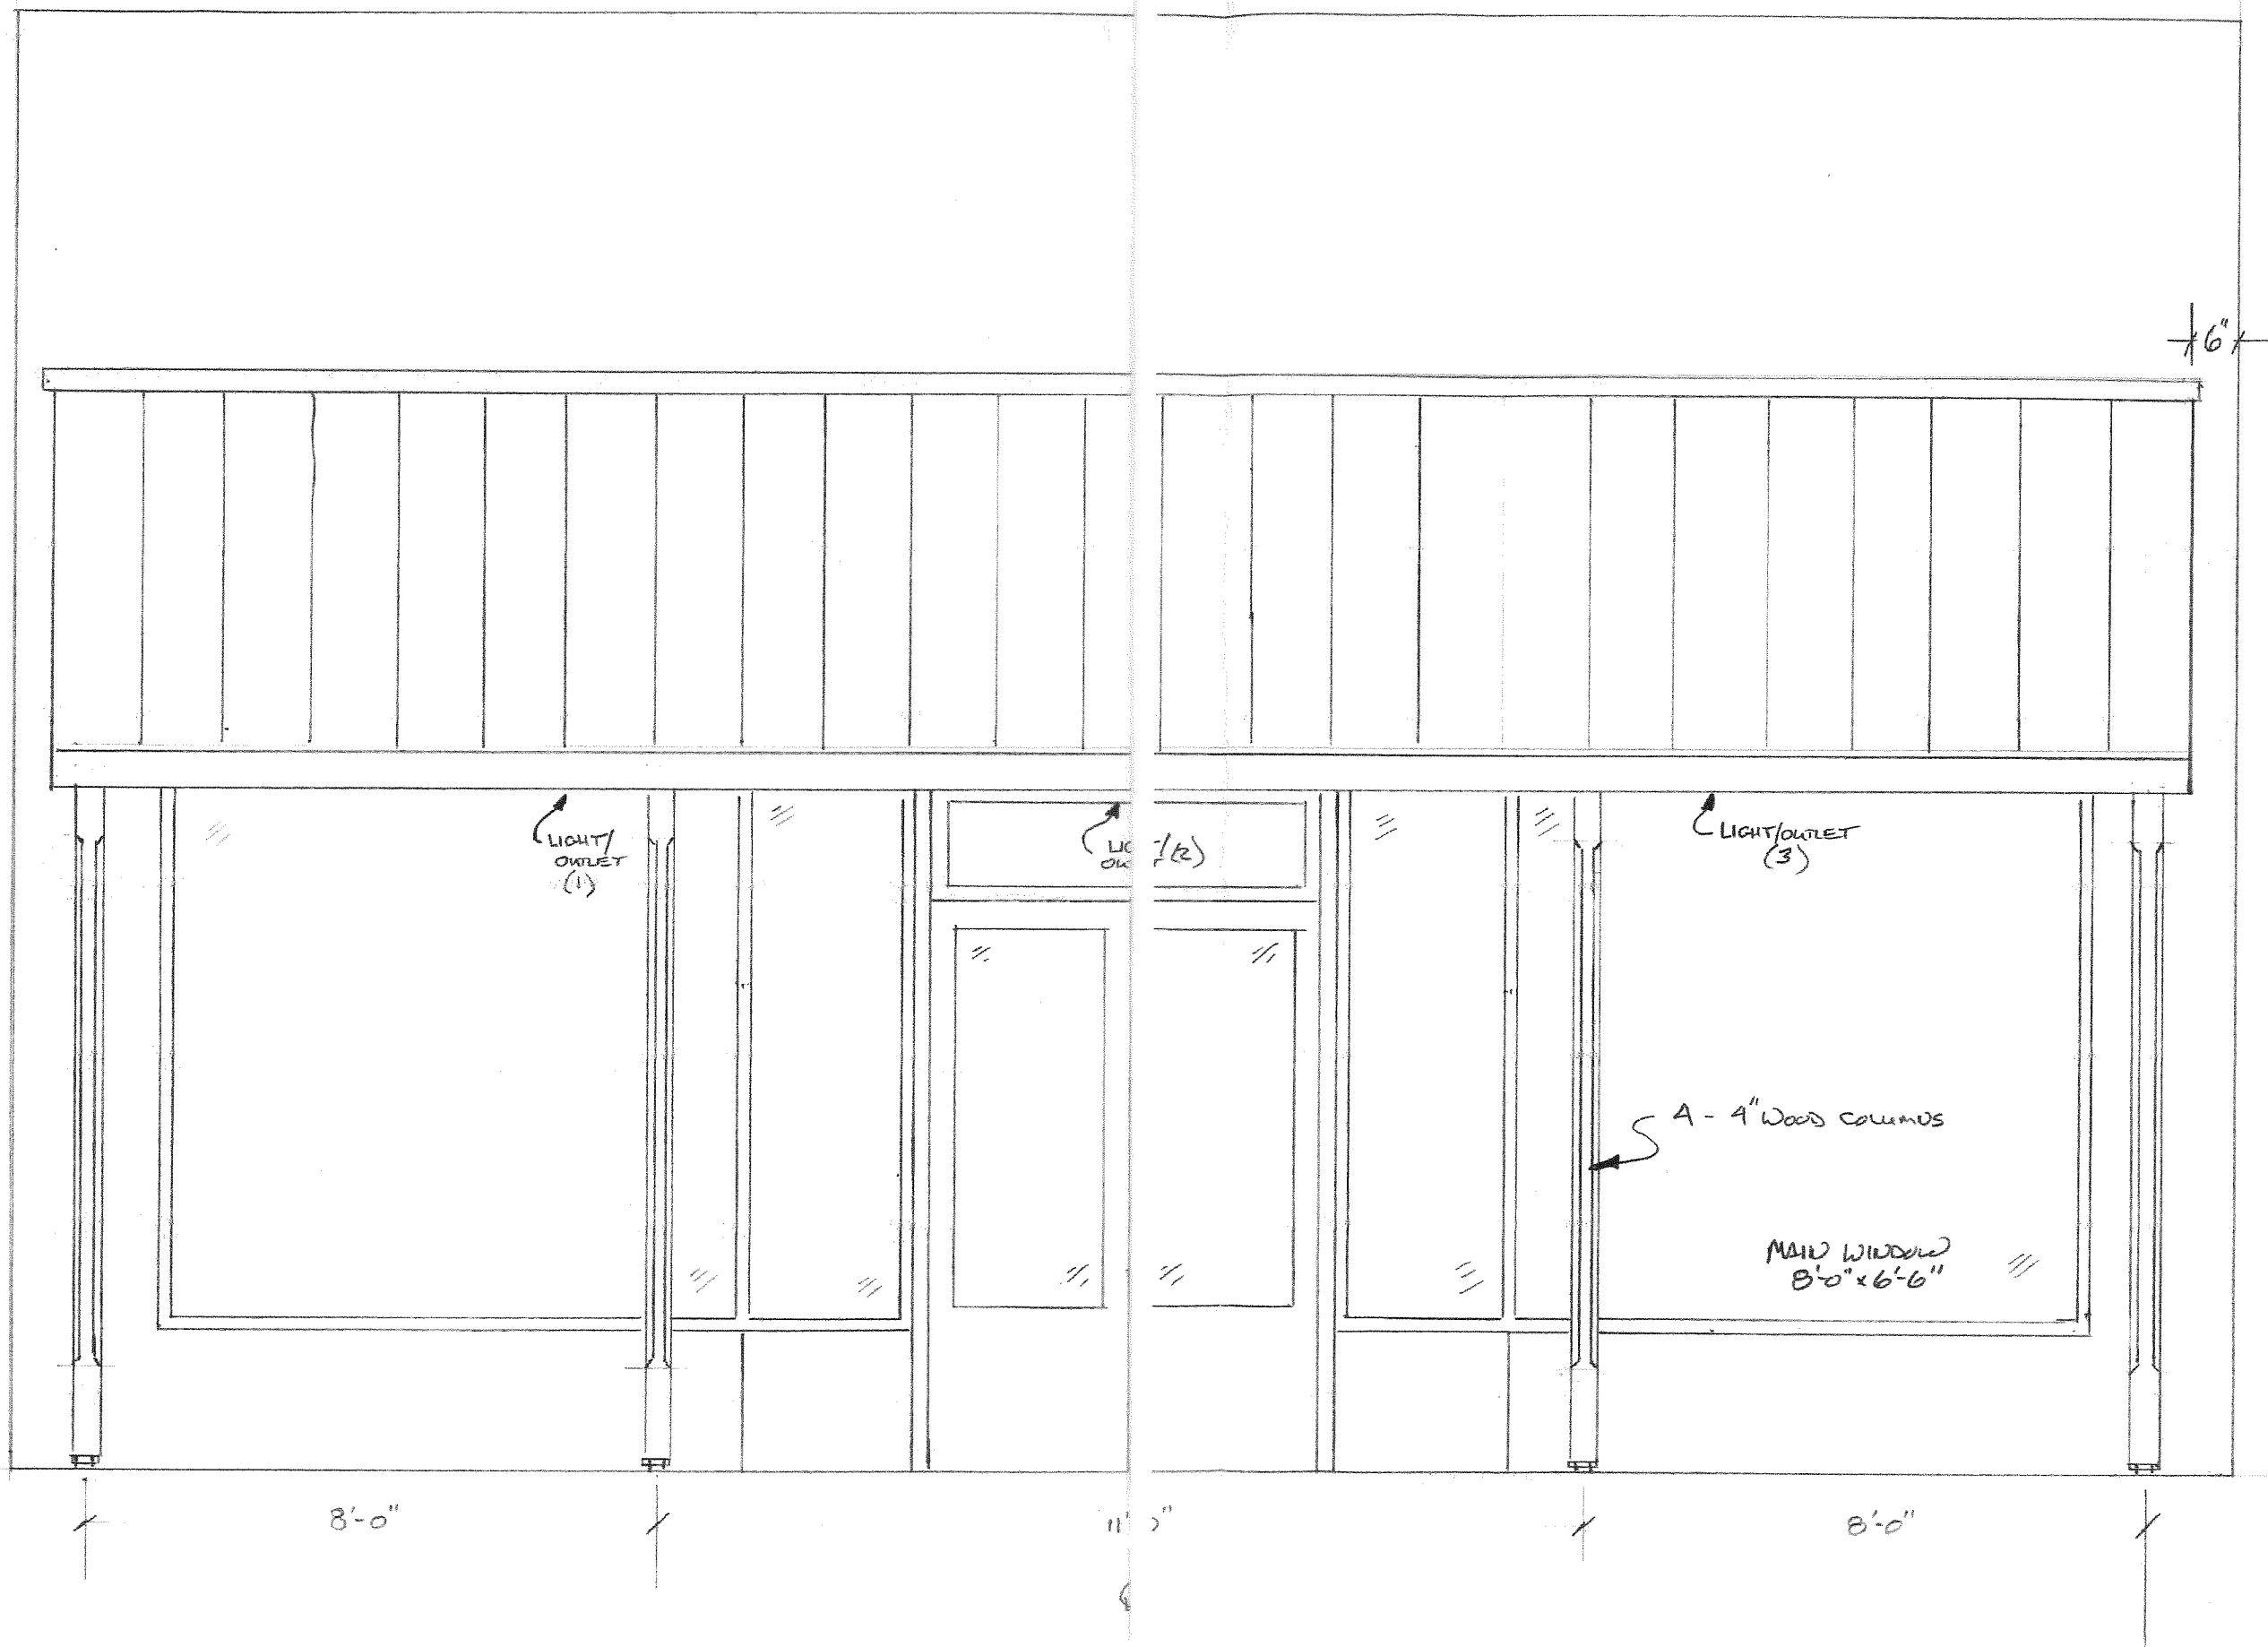 6"
LIGHT/
OUTLET
(1)
(2)
LIGHT/OUTLET
(3)
4 - 4" WOOD COLUMNS
MAIN WINDOW
8'-0" x 6'-6"
8'-0"
11'
8'-0"